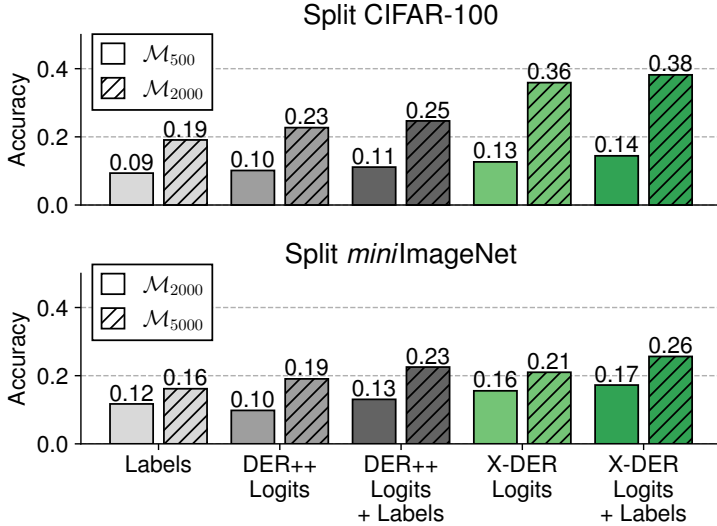 Split CIFAR-100
Accuracy
0.4
0.2
0.0
M500
M2000
0.09
0.19
0.10
0.23
0.11
0.25
0.13
0.36
0.14
0.38
Split miniImageNet
Accuracy
0.4
0.2
0.0
M2000
M5000
0.12
0.16
0.10
0.19
0.13
0.23
0.16
0.21
0.17
0.26
Labels
DER++
Logits
DER++
Logits
+ Labels
X-DER
Logits
X-DER
Logits
+ Labels